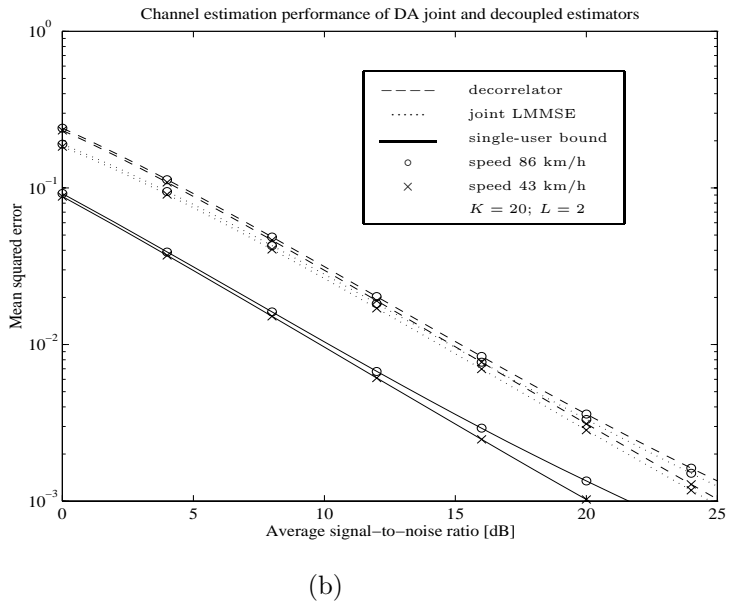 Channel estimation performance of DA joint and decoupled estimators
10^0
decorrelator
joint LMMSE
single-user bound
speed 86 km/h
speed 43 km/h
K = 20; L = 2
10^−1
Mean squared error
10^−2
10^−3
0 5 10 15 20 25
Average signal−to−noise ratio [dB]
(b)